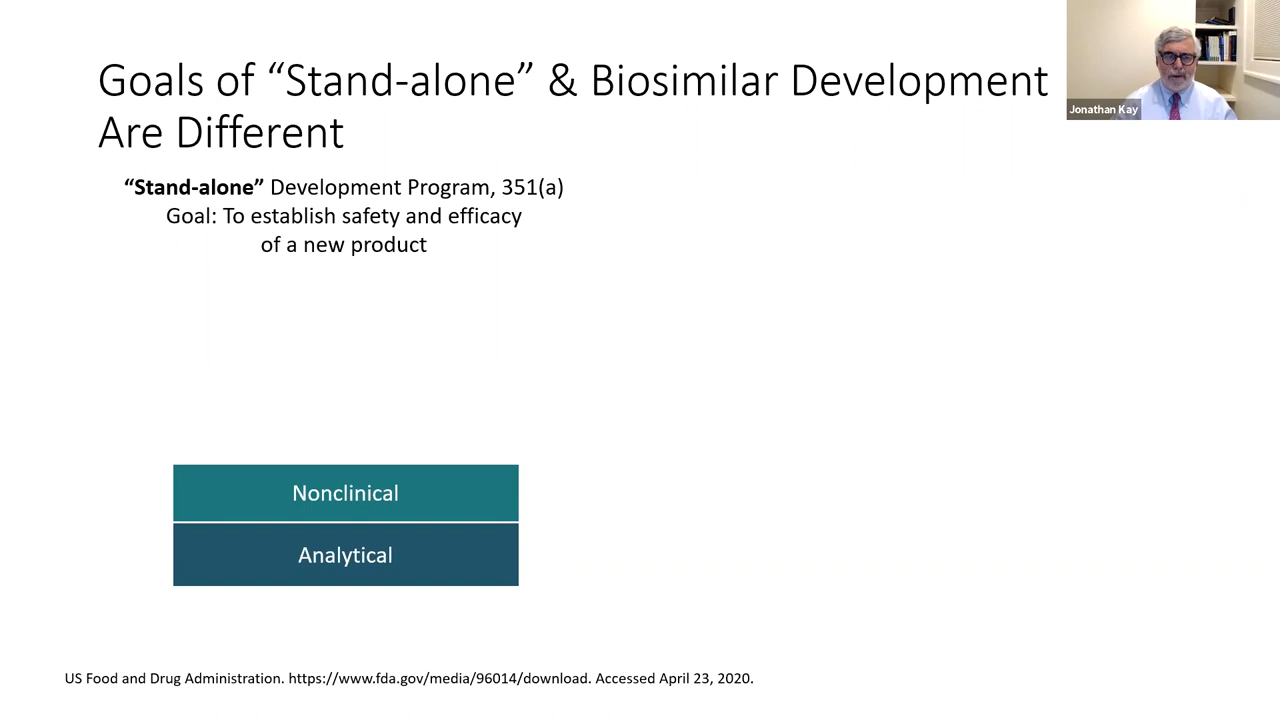 Goals of “Stand-alone” & Biosimilar Development
Are Different
Jonathan Kay
“Stand-alone” Development Program, 351(a)
Goal: To establish safety and efficacy
of a new product
Nonclinical
Analytical
US Food and Drug Administration. https://www.fda.gov/media/96014/download. Accessed April 23, 2020.